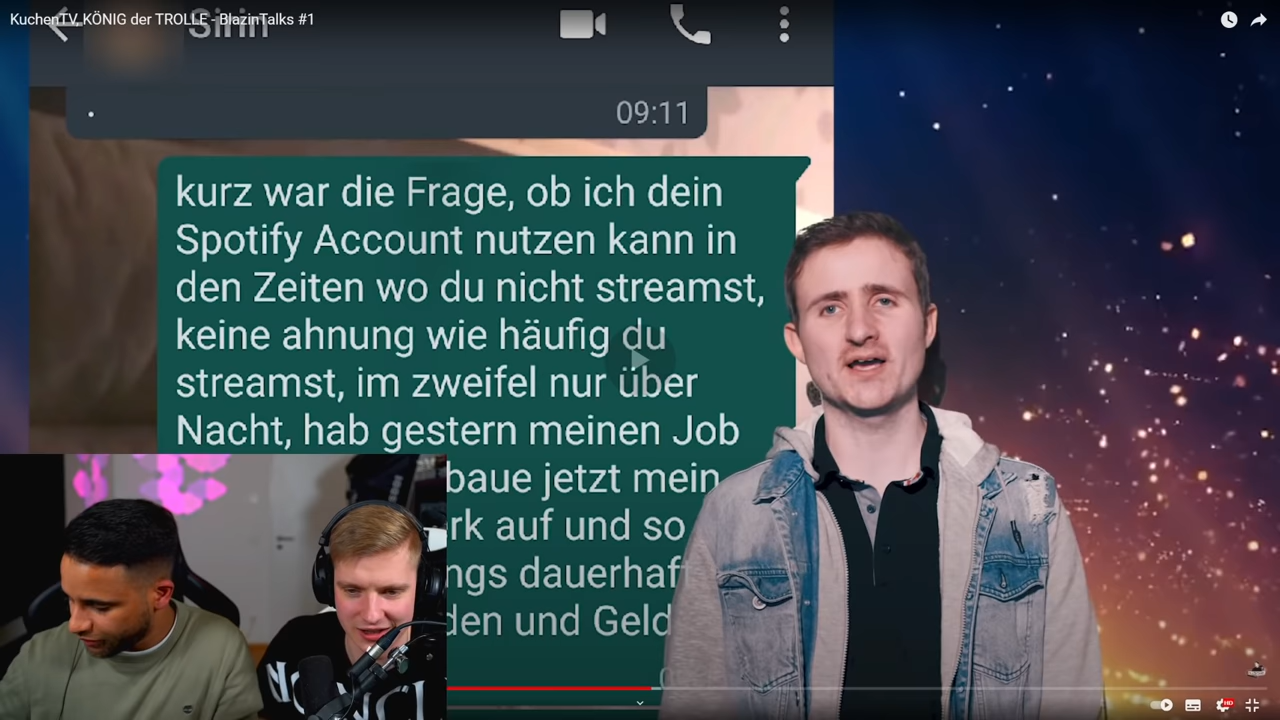 KuchenTV, KÖNIG der TROLLE - BlazinTalks #1
Sirin
.
09:11
kurz war die Frage, ob ich dein
Spotify Account nutzen kann in
den Zeiten wo du nicht streamst,
keine ahnung wie häufig du
streamst, im zweifel nur über
Nacht, hab gestern meinen Job
baue jetzt mein
rk auf und so
ngs dauerhaf
den und Geld
HD